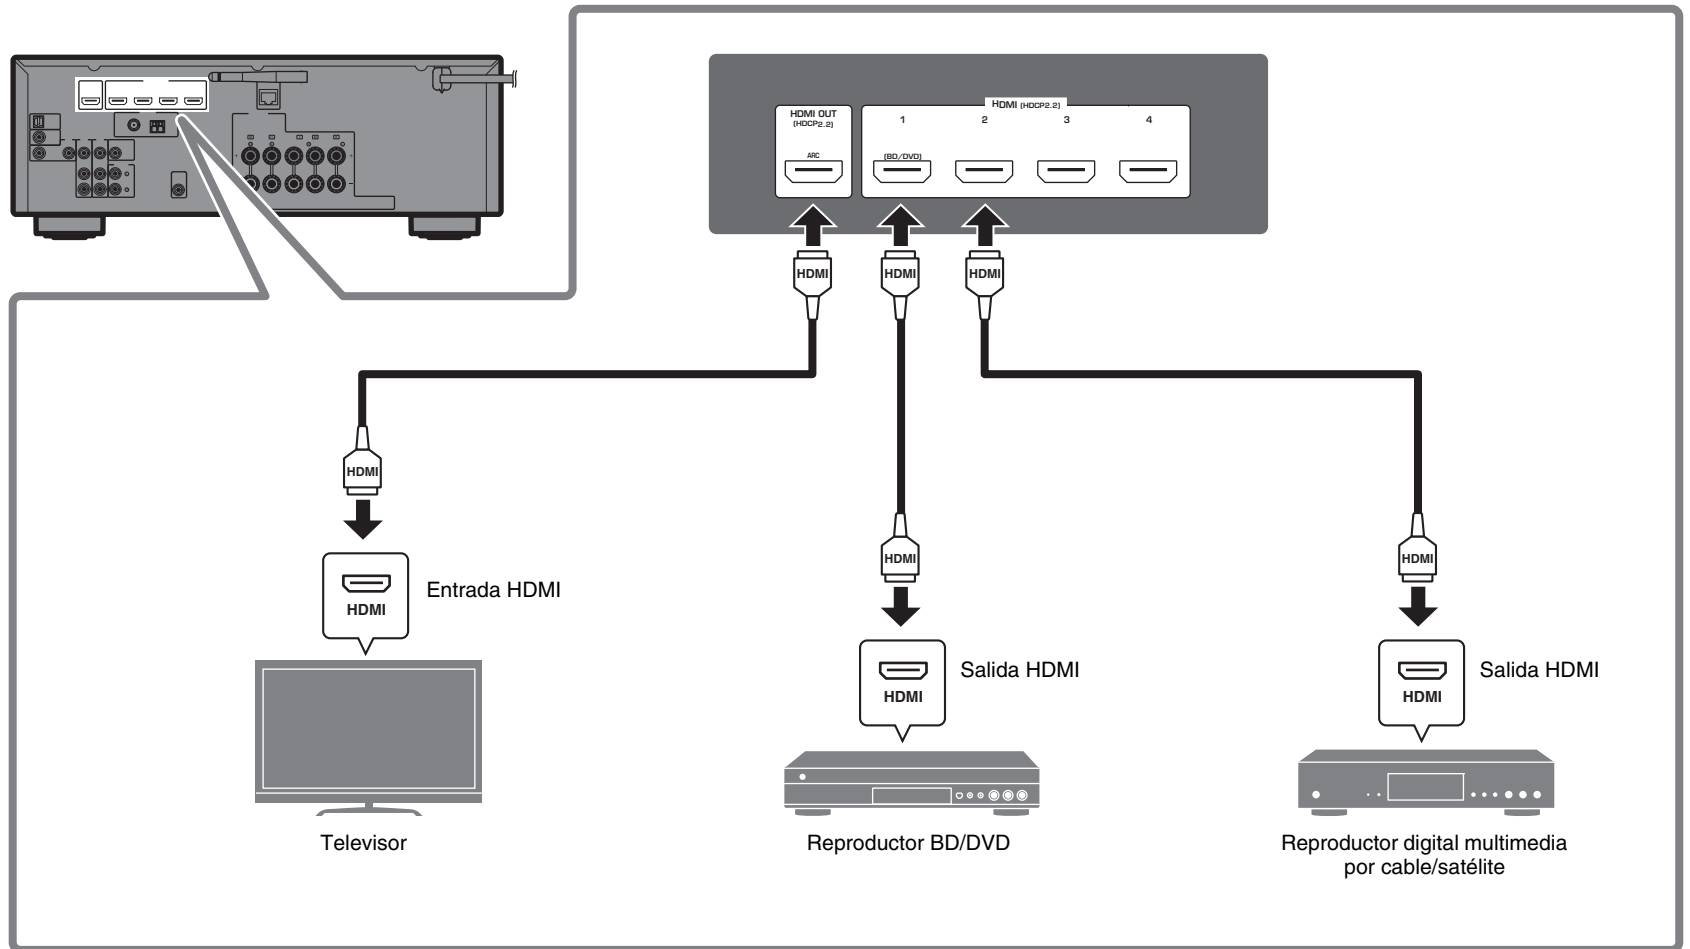 HDMI (HDCP2.2)
HDMI OUT
(HDCP2.2)
1
2
3
4
ARC
(BD/DVD)
HDMI
HDMI
HDMI
HDMI
HDMI
HDMI
HDMI
Entrada HDMI
HDMI
Salida HDMI
HDMI
Salida HDMI
Televisor
Reproductor BD/DVD
Reproductor digital multimedia
por cable/satélite